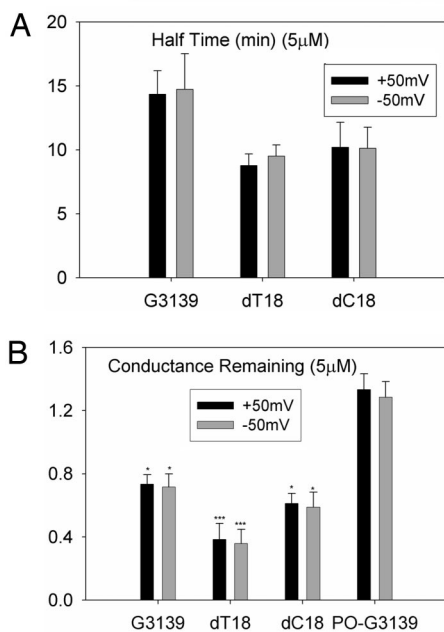 A
Half Time (min) (5µM)
+50mV
-50mV
20
15
10
5
0
G3139 dT18 dC18
B
Conductance Remaining (5µM)
+50mV
-50mV
1.6
1.2
0.8
0.4
0.0
* * *** *** * *
G3139 dT18 dC18 PO-G3139